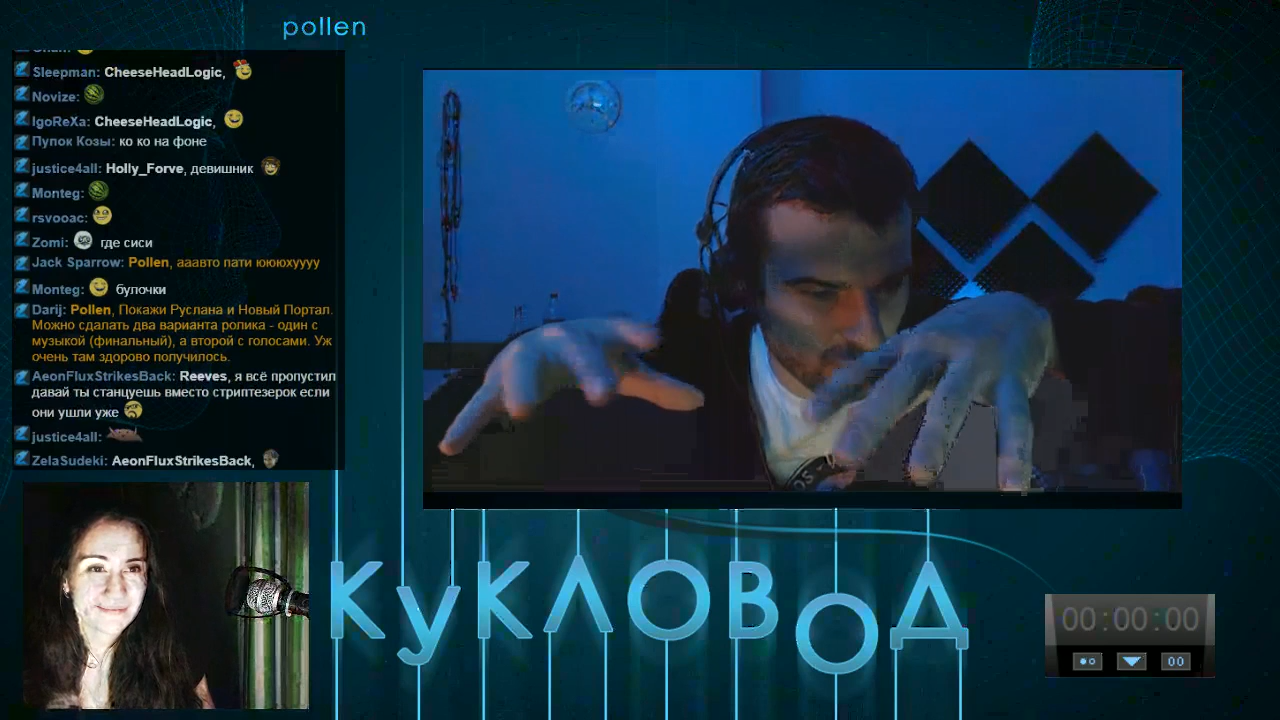 pollen
Sleepman: CheeseHeadLogic,
Novize:
IgoReXa: CheeseHeadLogic,
Пупок Козы: ко ко на фоне
justice4all: Holly_Forve, девишник
Monteg:
rsvooac:
Zomi: где сиси
Jack Sparrow: Pollen, ааавто пати июююхуууу
Monteg: булочки
Darij: Pollen, Покажи Руслана и Новый Портал.
Можно сдалать два варианта ролика - один с
музыкой (финальный), а второй с голосами. Уж
очень там здорово получилось.
AeonFluxStrikesBack: Reeves, я всё пропустил
давай ты станцуешь вместо стриптезерок если
они ушли уже
justice4all:
ZelaSudeki: AeonFluxStrikesBack,
КУКЛОВОД
00:00:00
00